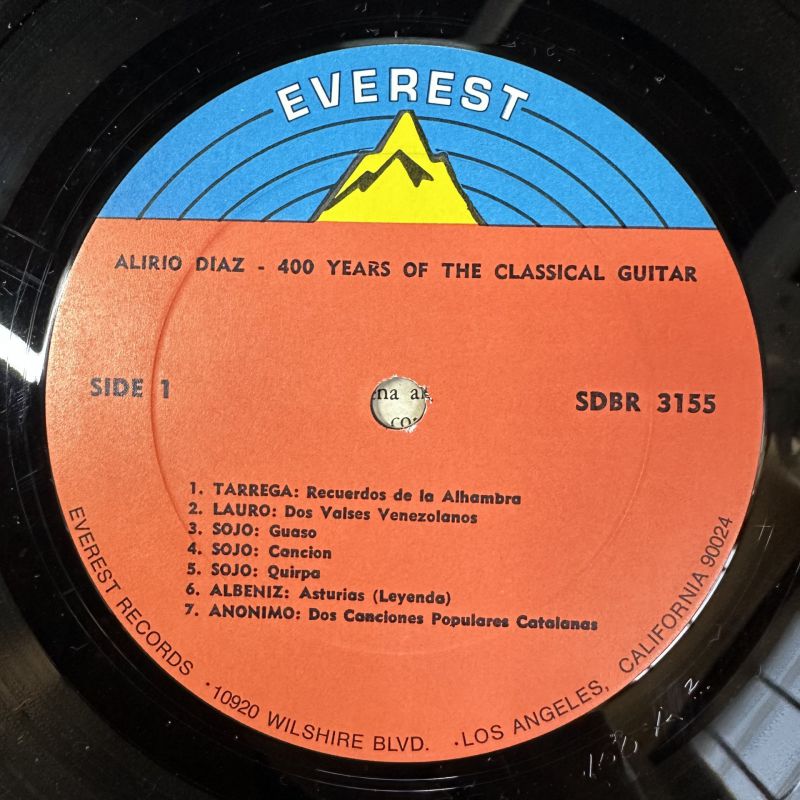 EVEREST
ALIRIO DIAZ - 400 YEARS OF THE CLASSICAL GUITAR
SIDE 1
SDBR 3155
1. TARREGA: Recuerdos de la Alhambra
2. LAURO: Dos Valses Venezolanos
3. SOJO: Guaso
4. SOJO: Cancion
5. SOJO: Quirpa
6. ALBENIZ: Asturias (Leyenda)
7. ANONIMO: Dos Canciones Populares Catalanas
EVEREST RECORDS · 10920 WILSHIRE BLVD. · LOS ANGELES, CALIFORNIA 90024